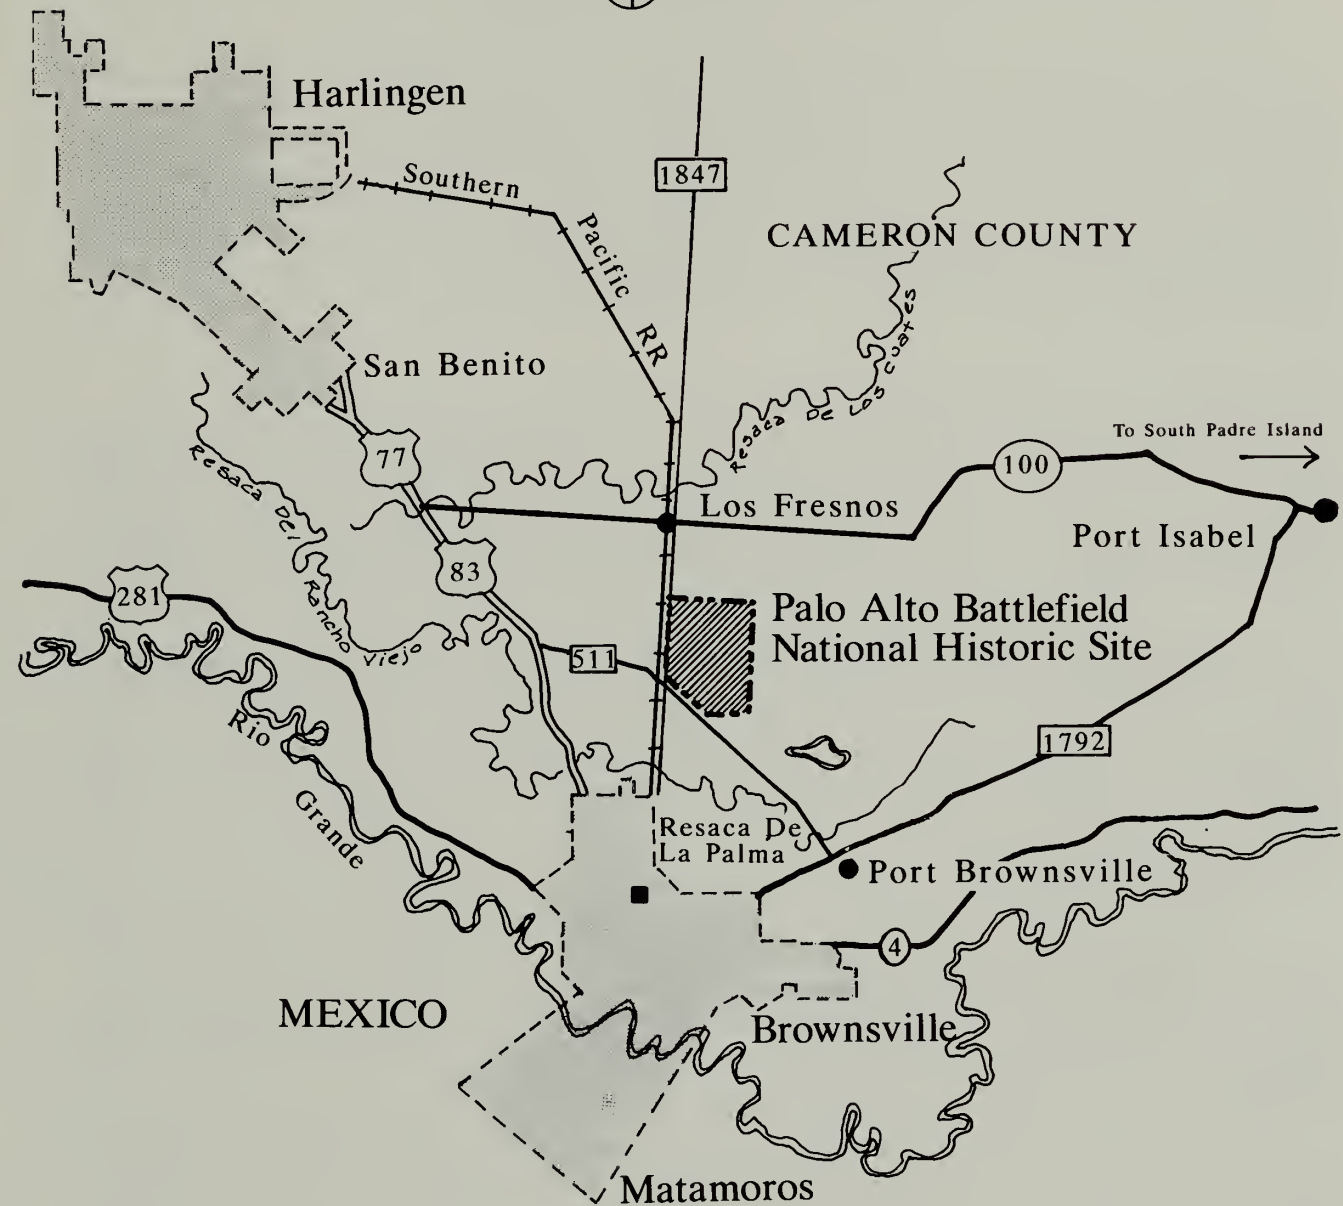 Harlingen
Southern
Pacific
RR
1847
CAMERON COUNTY
San Benito
77
Resaca De Los Cuates
To South Padre Island
100
Los Fresnos
Port Isabel
Resaca Del Rancho Viejo
83
281
Palo Alto Battlefield
National Historic Site
511
Rio
Grande
1792
Resaca De
La Palma
Port Brownsville
4
MEXICO
Brownsville
Matamoros